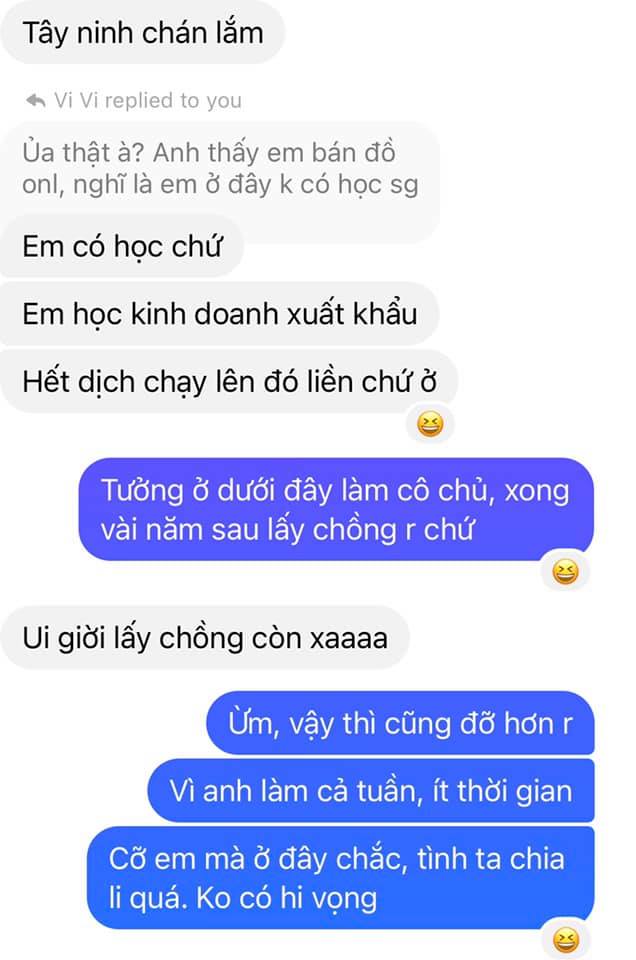 Tây ninh chán lắm
Vi Vi replied to you
Ủa thật à? Anh thấy em bán đồ
onl, nghĩ là em ở đây k có học sg
Em có học chứ
Em học kinh doanh xuất khẩu
Hết dịch chạy lên đó liền chứ ở
Tưởng ở dưới đây làm cô chủ, xong
vài năm sau lấy chồng r chứ
Ui giời lấy chồng còn xaaaa
Ừm, vậy thì cũng đỡ hơn r
Vì anh làm cả tuần, ít thời gian
Cỡ em mà ở đây chắc, tình ta chia
li quá. Ko có hi vọng